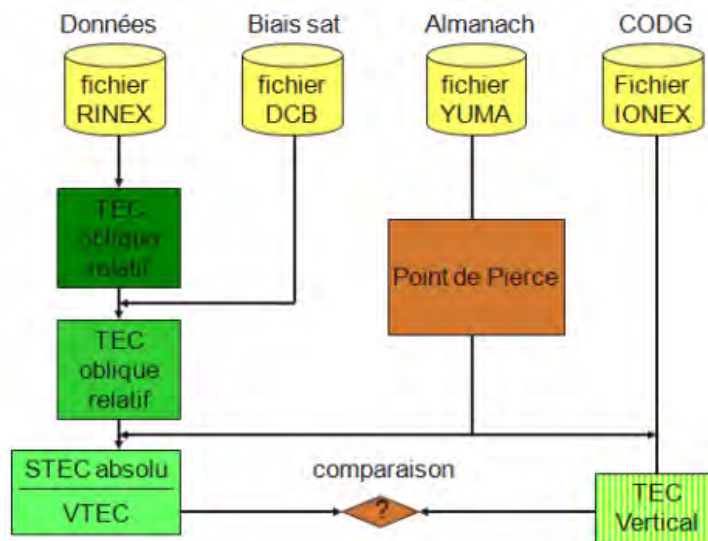 Données
Biais sat
Almanach
CODG
fichier
RINEX
fichier
DCB
fichier
YUMA
Fichier
IONEX
TEC
oblique
relatif
Point de Pierce
TEC
oblique
relatif
STEC absolu
VTEC
comparaison
?
TEC
Vertical